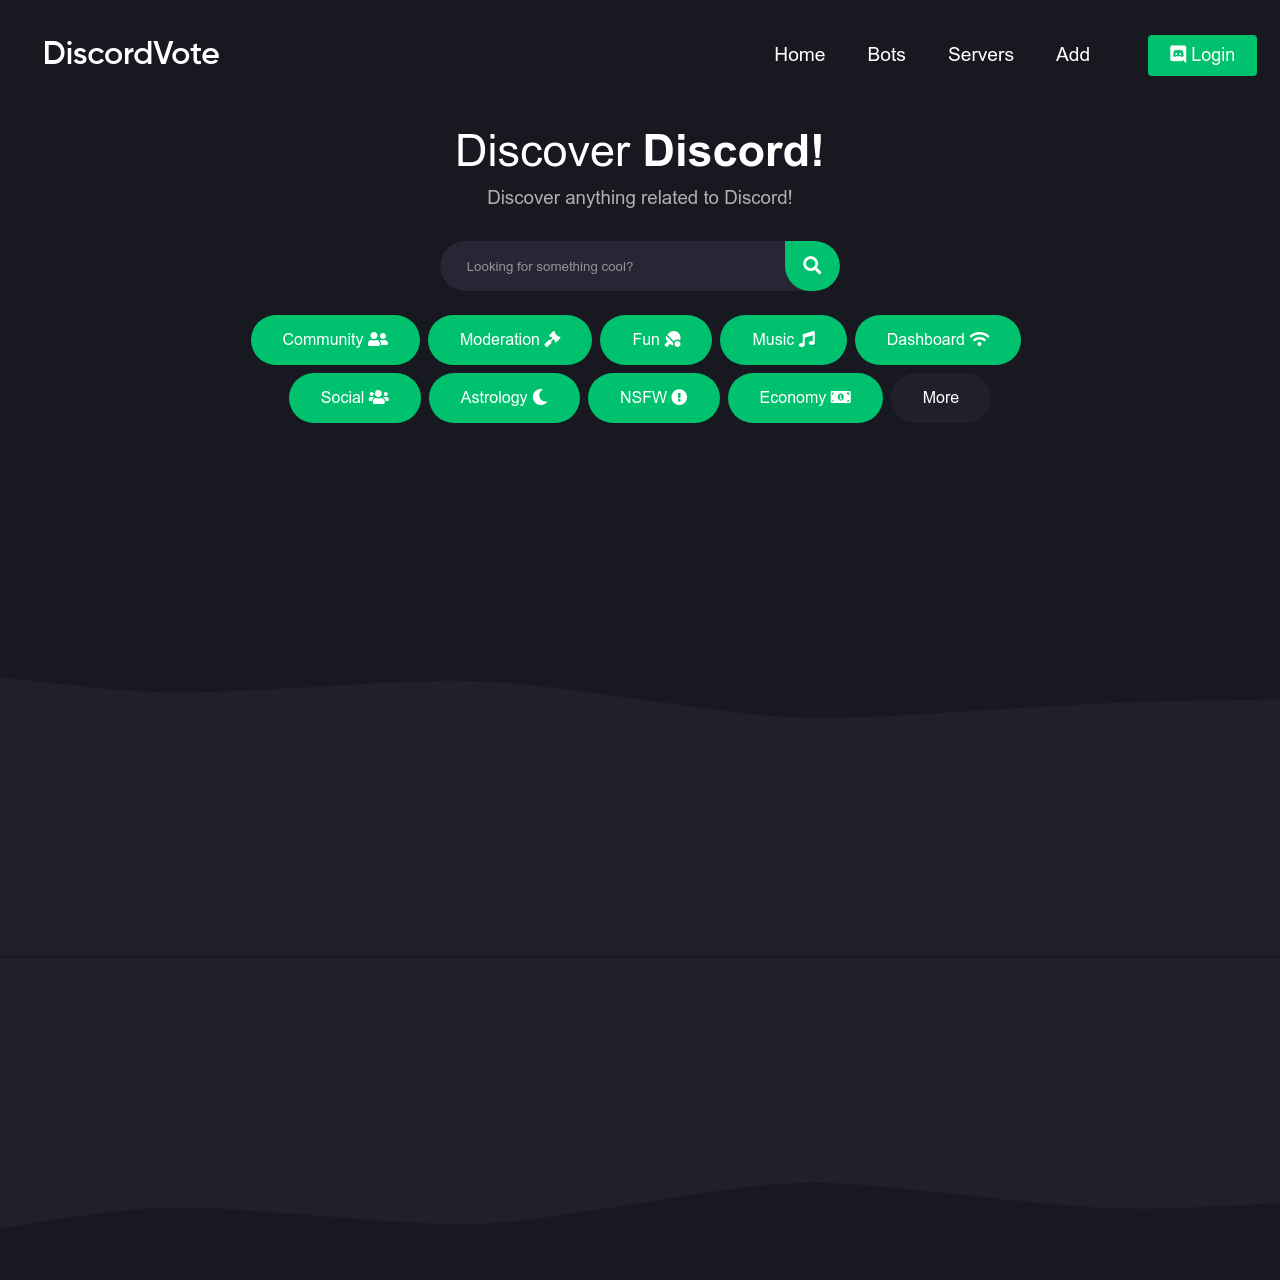 DiscordVote
Home Bots Servers Add Login
Discover Discord!
Discover anything related to Discord!
Looking for something cool?
Community Moderation Fun Music Dashboard
Social Astrology NSFW Economy More